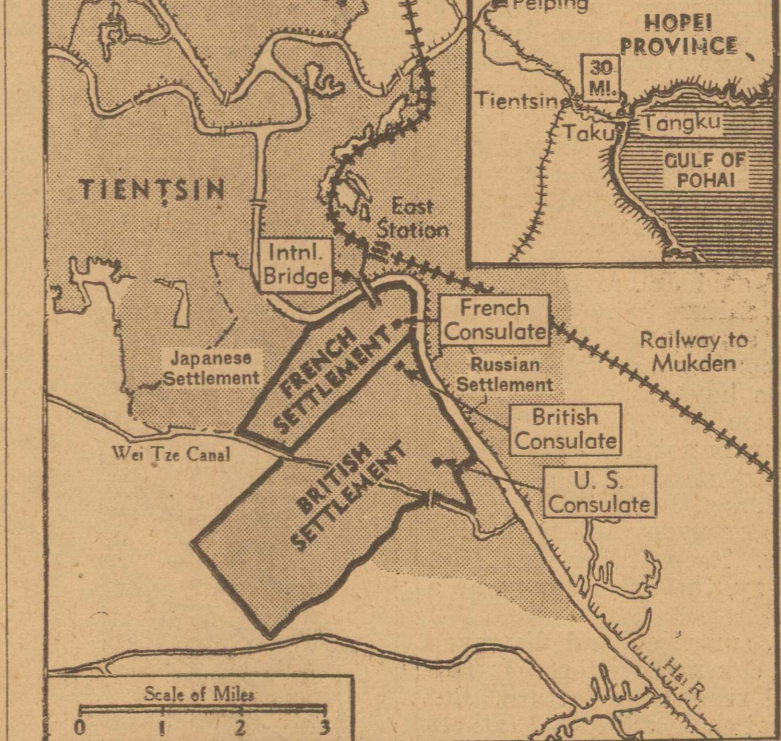 Peiping
HOPEI
PROVINCE
30
MI.
Tientsin
Taku
Tangku
GULF OF
POHAI
TIENTSIN
East
Station
Intnl.
Bridge
French
Consulate
Railway to
Mukden
FRENCH
SETTLEMENT
Japanese
Settlement
Russian
Settlement
British
Consulate
Wei Tze Canal
BRITISH
SETTLEMENT
U. S.
Consulate
Hai R.
Scale of Miles
0 1 2 3